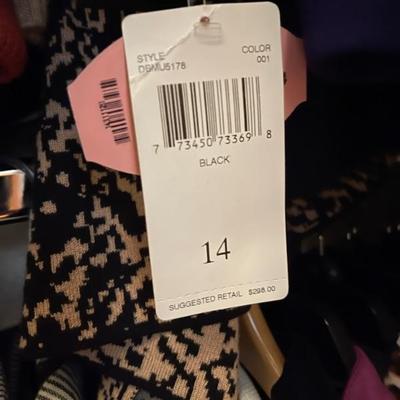 STYLE COLOR
DBMU5178 001
7 73450 73369 8
BLACK
14
SUGGESTED RETAIL $298.00